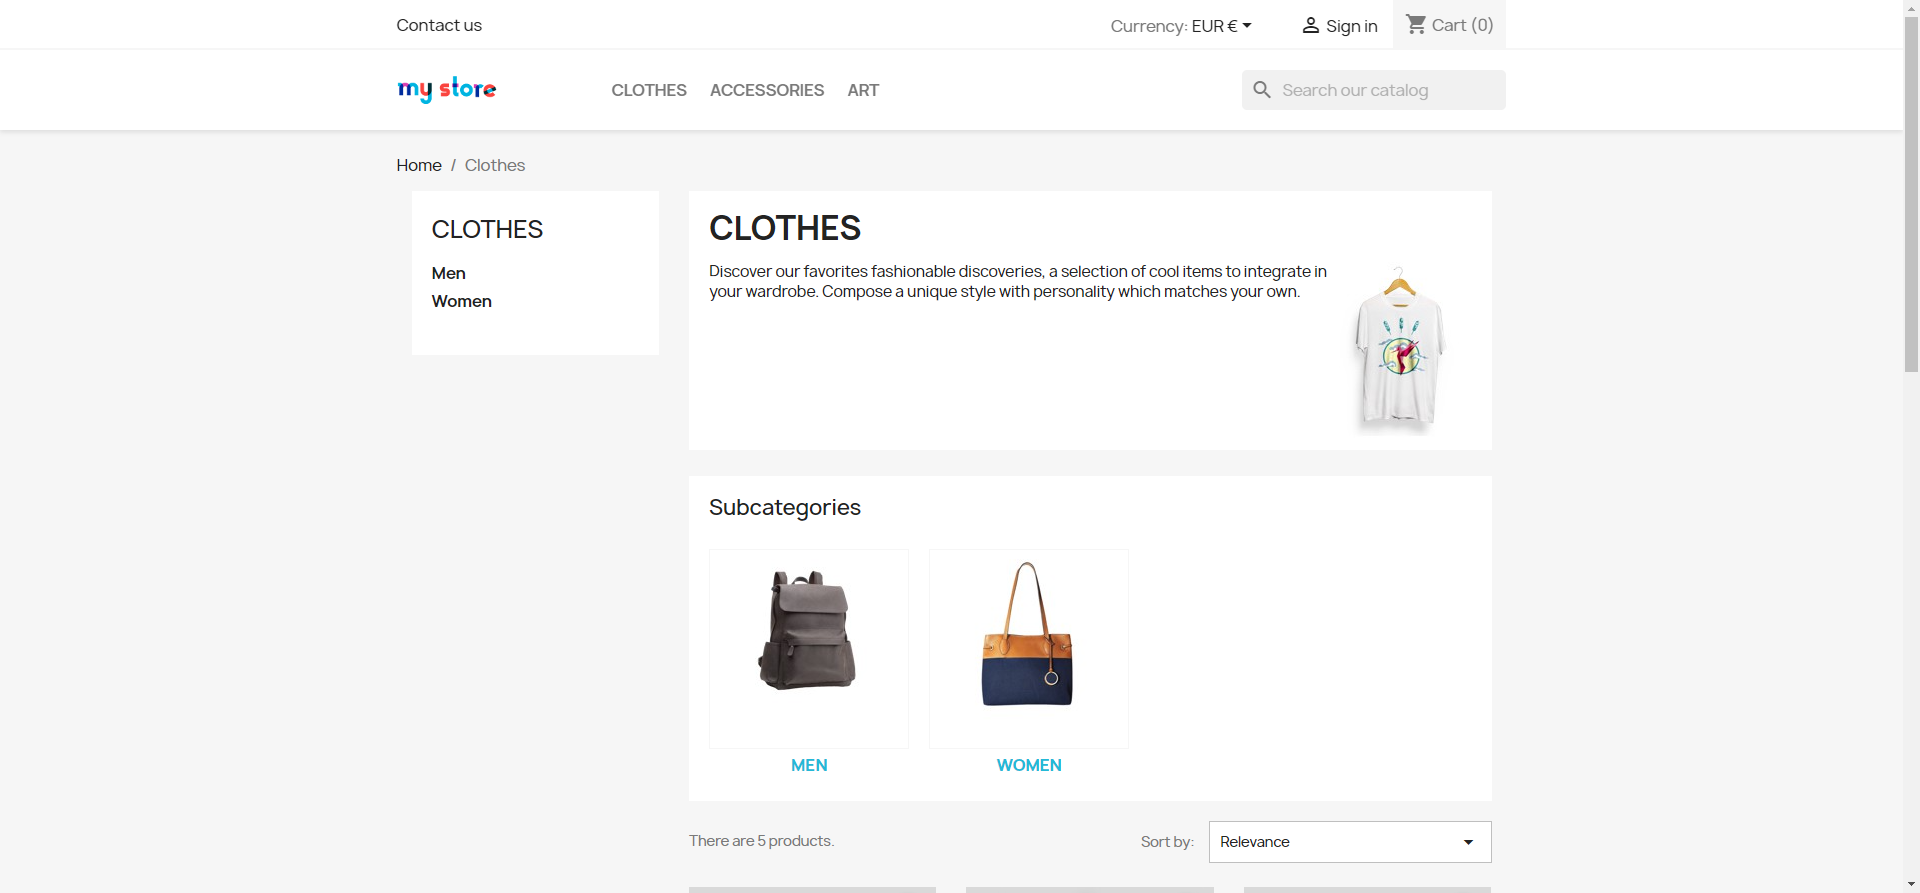 Contact us
Currency: EUR €
Sign in
Cart (0)
my store
CLOTHES
ACCESSORIES
ART
Search our catalog
Home / Clothes
CLOTHES
Men
Women
CLOTHES
Discover our favorites fashionable discoveries, a selection of cool items to integrate in
your wardrobe. Compose a unique style with personality which matches your own.
Subcategories
MEN
WOMEN
There are 5 products.
Sort by:
Relevance